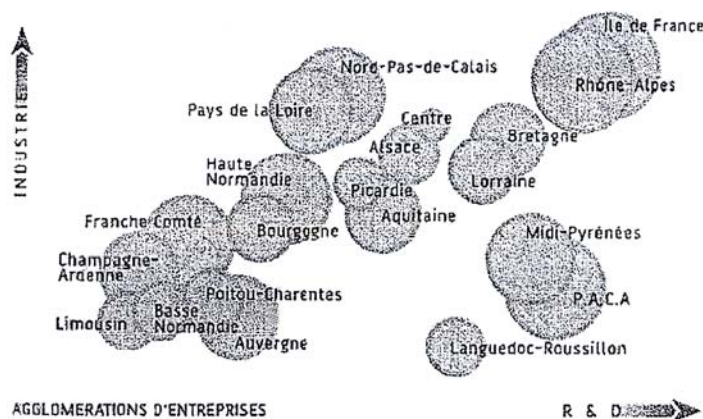 INDUSTRIE
Île de France
Nord-Pas-de-Calais
Rhône-Alpes
Pays de la Loire
Centre
Bretagne
Alsace
Haute
Normandie
Picardie
Lorraine
Franche Comté
Bourgogne
Aquitaine
Midi-Pyrénées
Champagne-
Ardenne
Poitou-Charentes
P.A.C.A
Limousin
Basse
Normandie
Auvergne
Languedoc-Roussillon
AGGLOMERATIONS D'ENTREPRISES
R & D